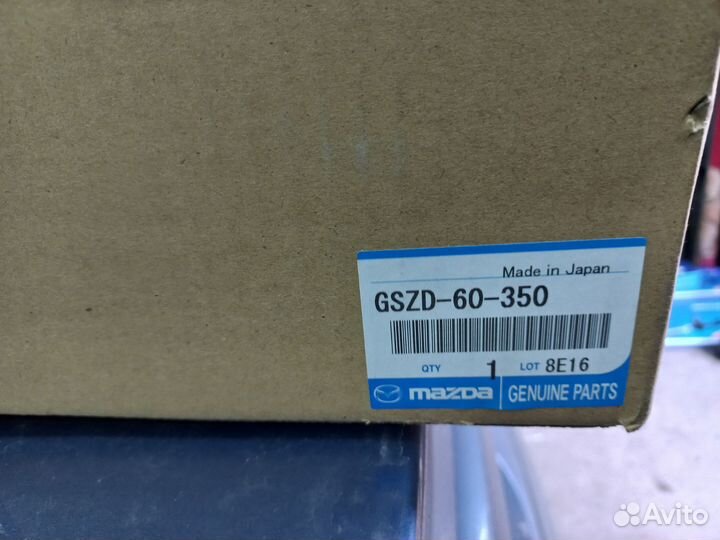 Made in Japan
GSZD-60-350
QTY 1 LOT 8E16
mazda GENUINE PARTS
Avito